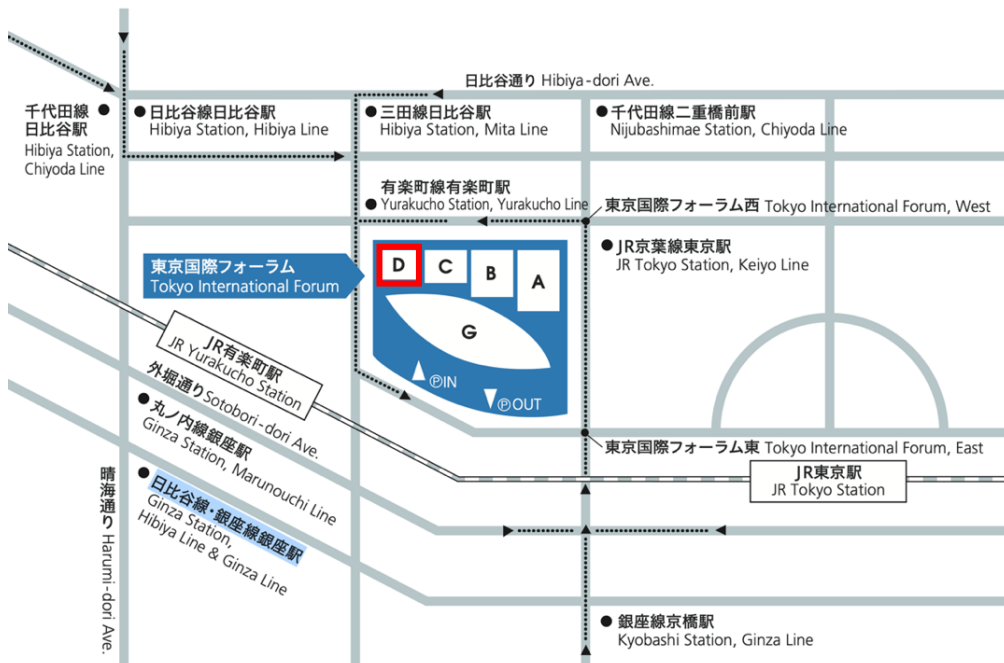 日比谷通り Hibiya-dori Ave.
千代田線
日比谷駅
Hibiya Station,
Chiyoda Line
日比谷線日比谷駅
Hibiya Station, Hibiya Line
三田線日比谷駅
Hibiya Station, Mita Line
千代田線二重橋前駅
Nijubashimae Station, Chiyoda Line
有楽町線有楽町駅
Yurakucho Station, Yurakucho Line
東京国際フォーラム西 Tokyo International Forum, West
JR京葉線東京駅
JR Tokyo Station, Keiyo Line
東京国際フォーラム
Tokyo International Forum
D
C
B
A
G
ⓅIN
ⓅOUT
JR有楽町駅
JR Yurakucho Station
外堀通り Sotobori-dori Ave.
丸ノ内線銀座駅
Ginza Station, Marunouchi Line
日比谷線・銀座線銀座駅
Ginza Station,
Hibiya Line & Ginza Line
晴海通り Harumi-dori Ave.
東京国際フォーラム東 Tokyo International Forum, East
JR東京駅
JR Tokyo Station
銀座線京橋駅
Kyobashi Station, Ginza Line